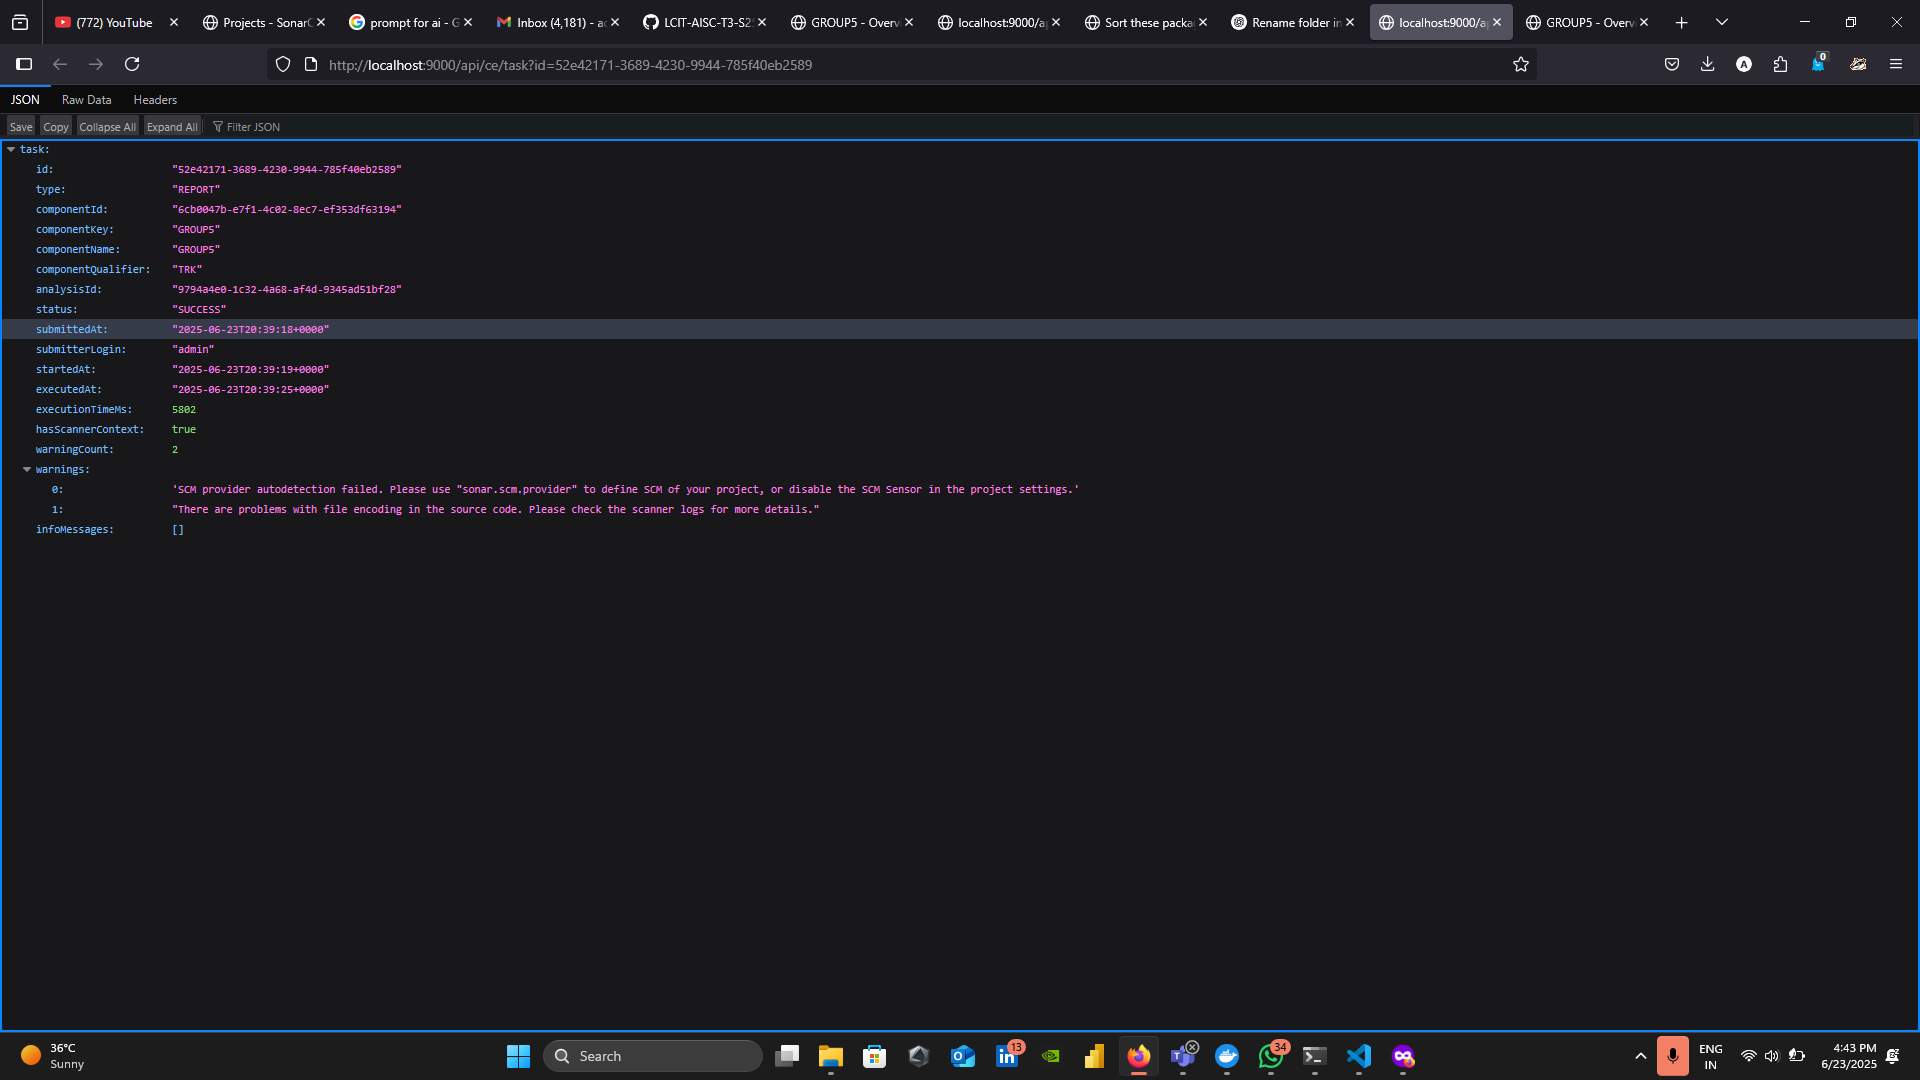 (772) YouTube
Projects - SonarC
prompt for ai - G
Inbox (4,181) - ac
LCIT-AISC-T3-S25
GROUP5 - Overvi
localhost:9000/ap
Sort these packa
Rename folder in
localhost:9000/ap
GROUP5 - Overvi
http://localhost:9000/api/ce/task?id=52e42171-3689-4230-9944-785f40eb2589
0
JSON Raw Data Headers
Save Copy Collapse All Expand All Filter JSON
task:
id: "52e42171-3689-4230-9944-785f40eb2589"
type: "REPORT"
componentId: "6cb0047b-e7f1-4c02-8ec7-ef353df63194"
componentKey: "GROUP5"
componentName: "GROUP5"
componentQualifier: "TRK"
analysisId: "9794a4e0-1c32-4a68-af4d-9345ad51bf28"
status: "SUCCESS"
submittedAt: "2025-06-23T20:39:18+0000"
submitterLogin: "admin"
startedAt: "2025-06-23T20:39:19+0000"
executedAt: "2025-06-23T20:39:25+0000"
executionTimeMs: 5802
hasScannerContext: true
warningCount: 2
warnings:
0: 'SCM provider autodetection failed. Please use "sonar.scm.provider" to define SCM of your project, or disable the SCM Sensor in the project settings.'
1: "There are problems with file encoding in the source code. Please check the scanner logs for more details."
infoMessages: []
36°C
Sunny
Search
13
34
ENG
IN
4:43 PM
6/23/2025